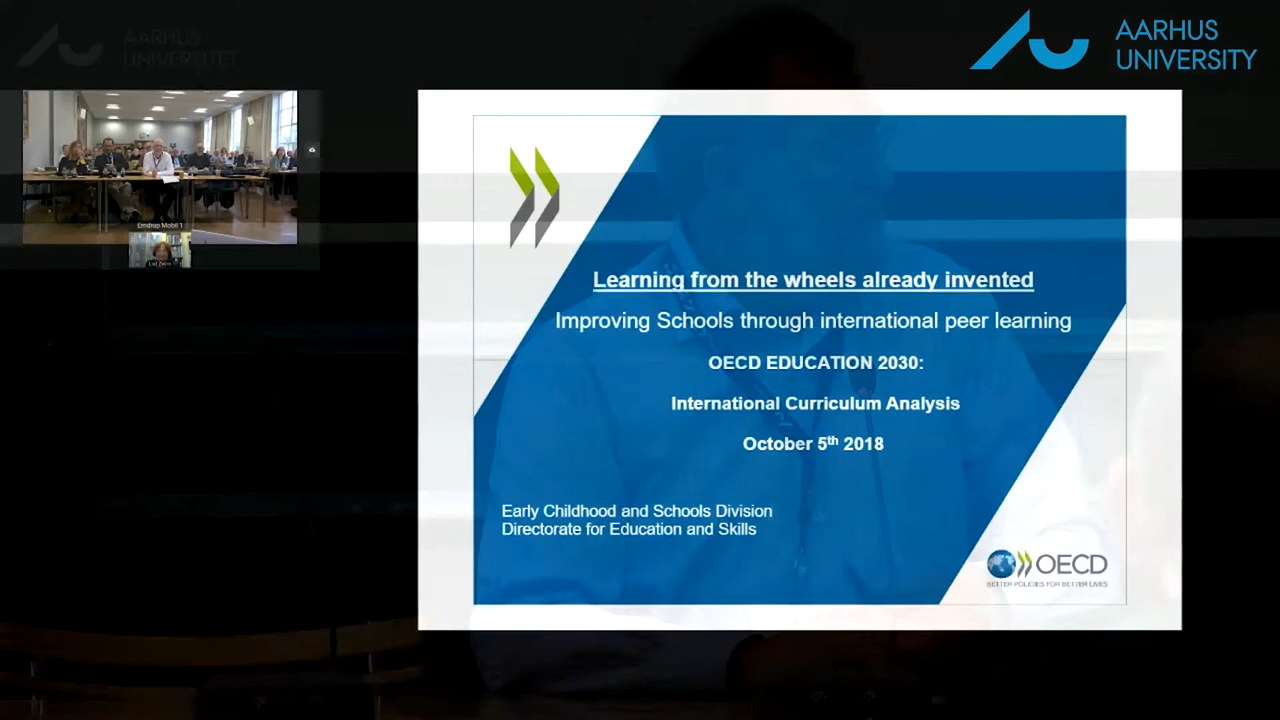 AARHUS
UNIVERSITET
AARHUS
UNIVERSITY
Emdrup Mobil 1
Learning from the wheels already invented
Improving Schools through international peer learning
OECD EDUCATION 2030:
International Curriculum Analysis
October 5th 2018
Early Childhood and Schools Division
Directorate for Education and Skills
OECD
BETTER POLICIES FOR BETTER LIVES